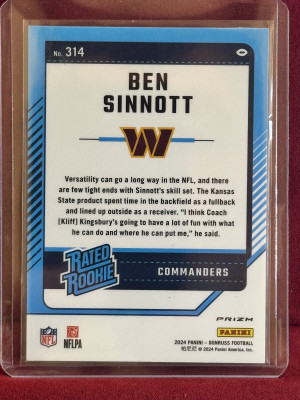 No. 314
BEN
SINNOTT
W
Versatility can go a long way in the NFL, and there
are few tight ends with Sinnott's skill set. The Kansas
State product spent time in the backfield as a fullback
and lined up outside as a receiver. "I think Coach
[Kliff] Kingsbury's going to have a lot of fun with what
he can do and where he can put me," he said.
RATED
ROOKIE
COMMANDERS
PRIZM
NFL
NFLPA
PANINI
2024 PANINI – DONRUSS FOOTBALL
© 2024 Panini America, Inc.